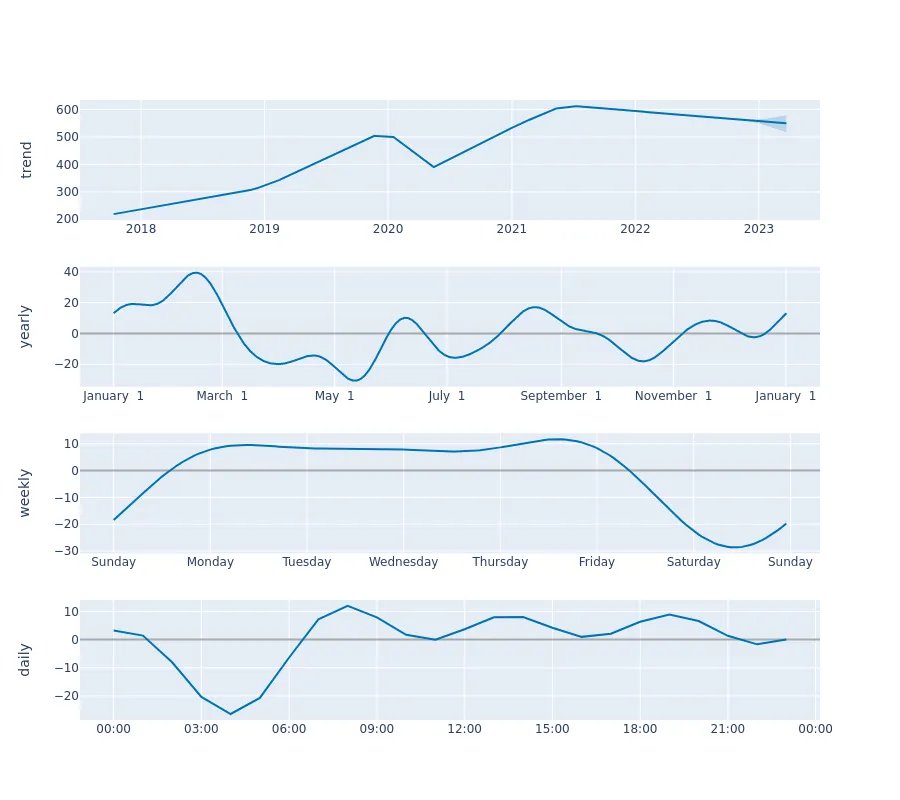 trend
600
500
400
300
200
2018 2019 2020 2021 2022 2023
yearly
40
20
0
−20
January 1 March 1 May 1 July 1 September 1 November 1 January 1
weekly
10
0
−10
−20
−30
Sunday Monday Tuesday Wednesday Thursday Friday Saturday Sunday
daily
10
0
−10
−20
00:00 03:00 06:00 09:00 12:00 15:00 18:00 21:00 00:00